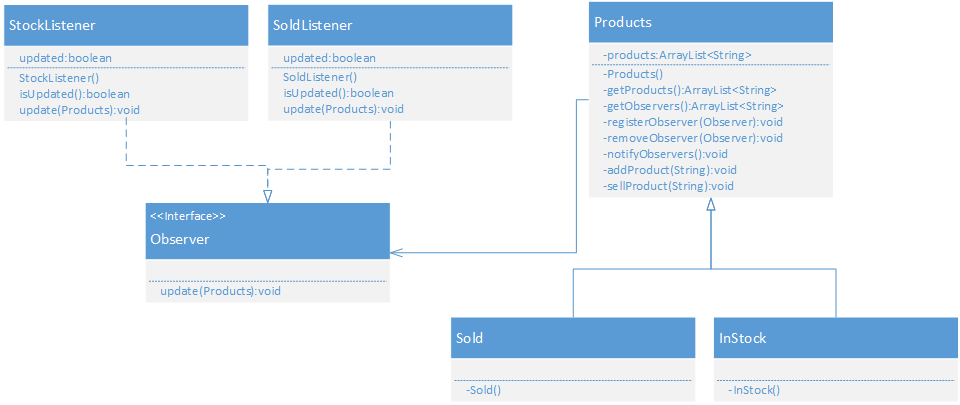 StockListener
updated:boolean
StockListener()
isUpdated():boolean
update(Products):void
SoldListener
updated:boolean
SoldListener()
isUpdated():boolean
update(Products):void
Products
-products:ArrayList<String>
-Products()
-getProducts():ArrayList<String>
-getObservers():ArrayList<String>
-registerObserver(Observer):void
-removeObserver(Observer):void
-notifyObservers():void
-addProduct(String):void
-sellProduct(String):void
<<Interface>>
Observer
update(Products):void
Sold
-Sold()
InStock
-InStock()